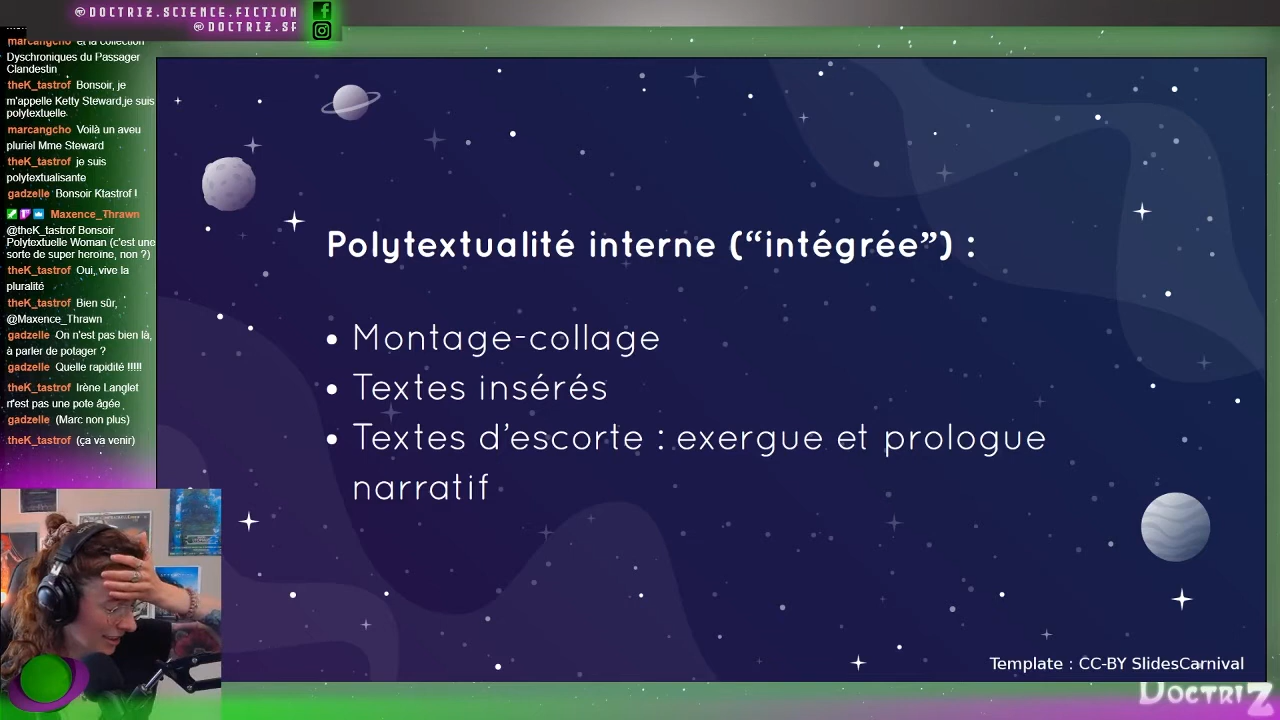 @DOCTRIZ.SCIENCE.FICTION
@DOCTRIZ.SF
marcangcho et la collection
Dyschroniques du Passager
Clandestin
theK_tastrof Bonsoir, je
m'appelle Ketty Steward,je suis
polytextuelle
marcangcho Voilà un aveu
pluriel Mme Steward
theK_tastrof je suis
polytextualisante
gadzelle Bonsoir Ktastrof !
Maxence_Thrawn
@theK_tastrof Bonsoir
Polytextuelle Woman (c'est une
sorte de super heroine, non ?)
theK_tastrof Oui, vive la
pluralité
theK_tastrof Bien sûr,
@Maxence_Thrawn
gadzelle On n'est pas bien là,
à parler de potager ?
gadzelle Quelle rapidité !!!!!
theK_tastrof Irène Langlet
n'est pas une pote âgée
gadzelle (Marc non plus)
theK_tastrof (ça va venir)
Polytextualité interne (“intégrée”) :
• Montage-collage
• Textes insérés
• Textes d’escorte : exergue et prologue
narratif
Template : CC-BY SlidesCarnival
DOCTRIZ